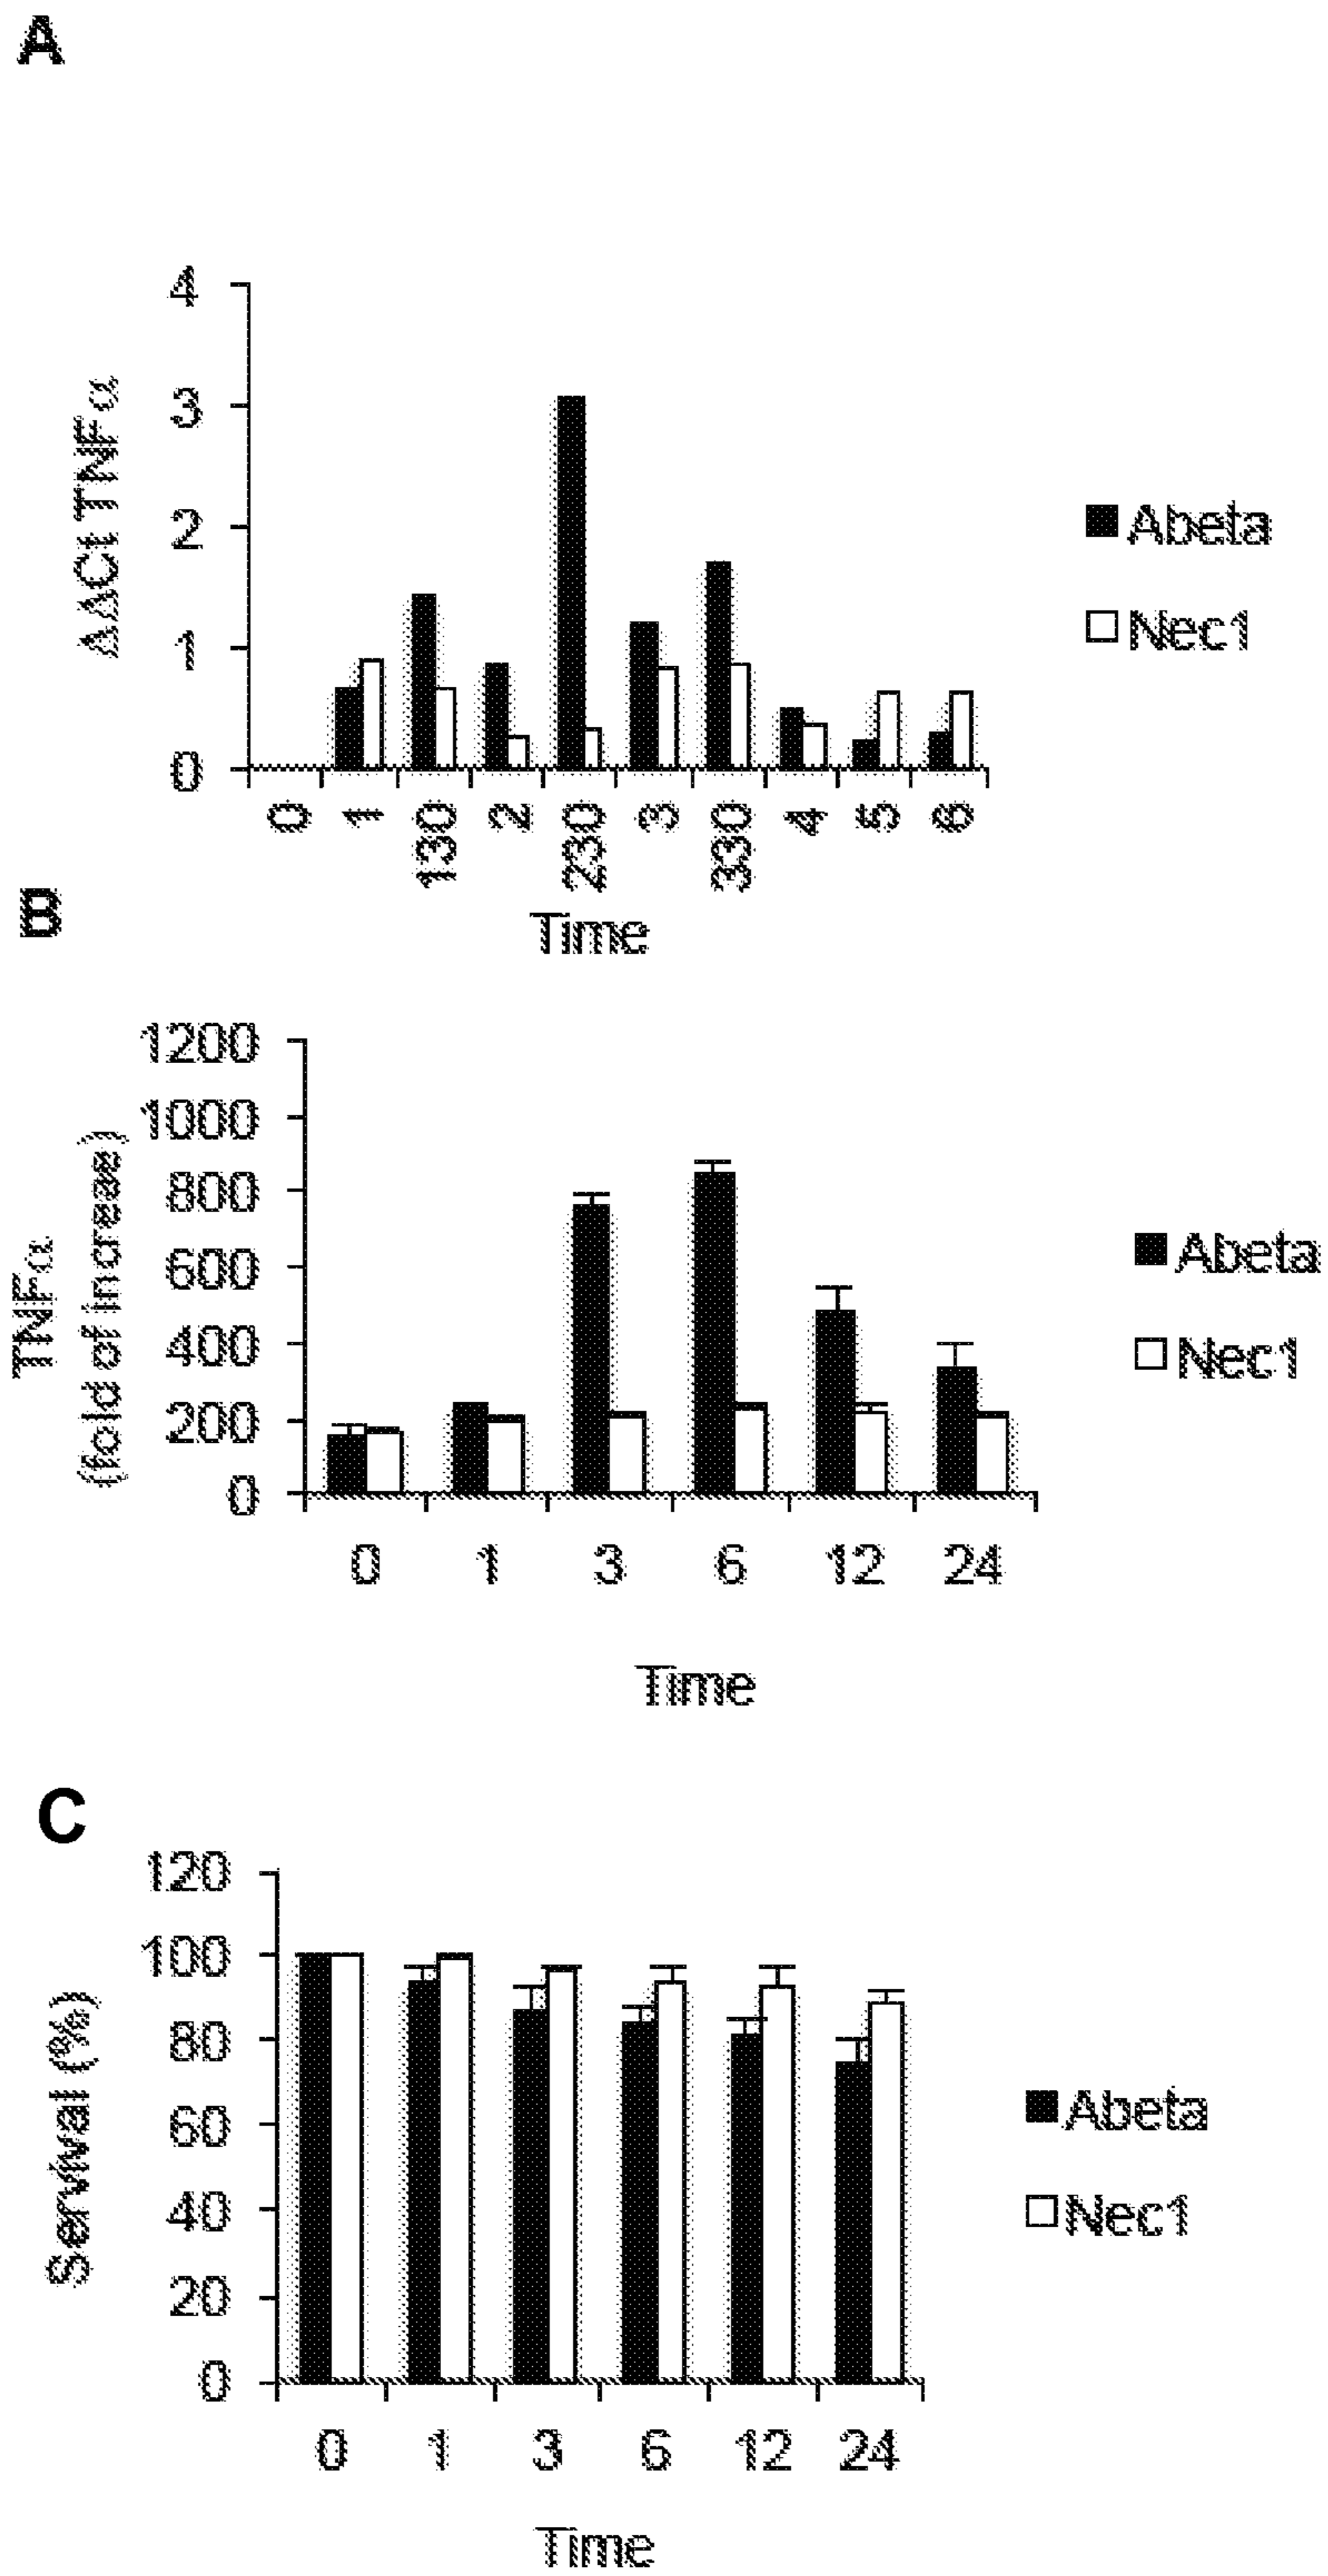 A
4
3
2
1
0
ΔΔCt TNFα
Abeta
Nec1
0 1 130 2 230 3 330 4 5 6
Time
B
1200
1000
800
600
400
200
0
TNFα
(fold of increae)
Abeta
Nec1
0 1 3 6 12 24
Time
C
120
100
80
60
40
20
0
Servival (%)
Abeta
Nec1
0 1 3 6 12 24
Time